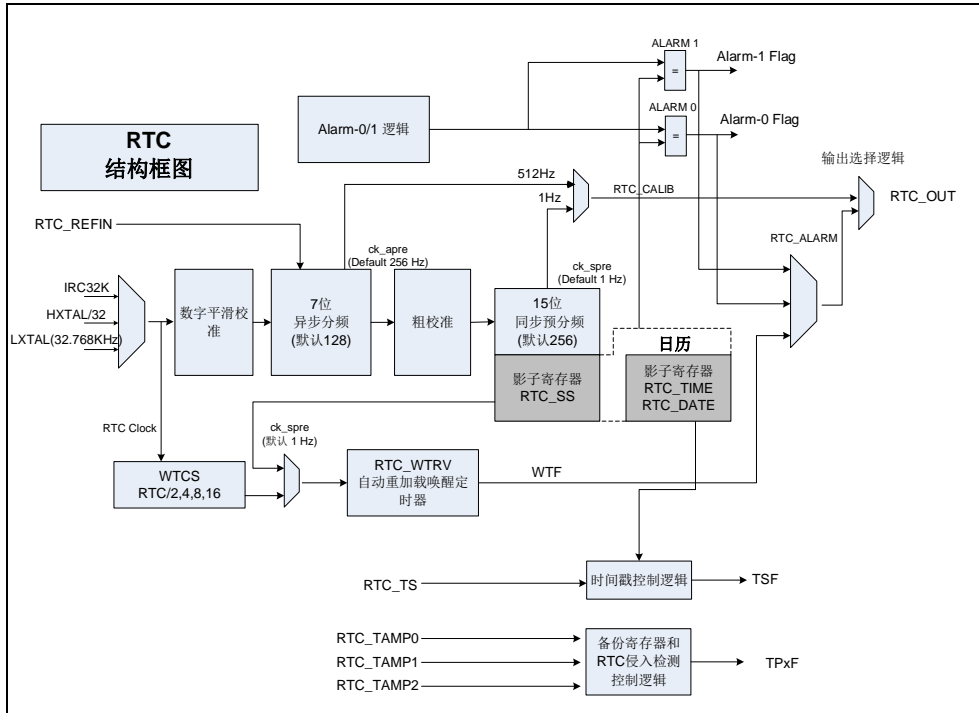 ALARM 1
Alarm-1 Flag
=
Alarm-0/1 逻辑
ALARM 0
Alarm-0 Flag
=
RTC
结构框图
输出选择逻辑
512Hz
1Hz
RTC_CALIB
RTC_OUT
RTC_REFIN
RTC_ALARM
ck_apre
(Default 256 Hz)
ck_spre
(Default 1 Hz)
IRC32K
HXTAL/32
LXTAL(32.768KHz)
数字平滑校
准
7位
异步分频
(默认128)
粗校准
15位
同步预分频
(默认256)
日历
影子寄存器
RTC_SS
影子寄存器
RTC_TIME
RTC_DATE
RTC Clock
ck_spre
(默认 1 Hz)
WTCS
RTC/2,4,8,16
RTC_WTRV
自动重加载唤醒定
时器
WTF
RTC_TS
时间戳控制逻辑
TSF
RTC_TAMP0
RTC_TAMP1
RTC_TAMP2
备份寄存器和
RTC侵入检测
控制逻辑
TPxF